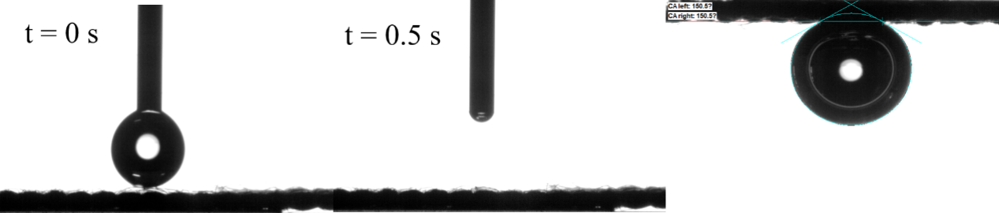 t = 0 s
t = 0.5 s
CA left: 150.5?
CA right: 150.5?